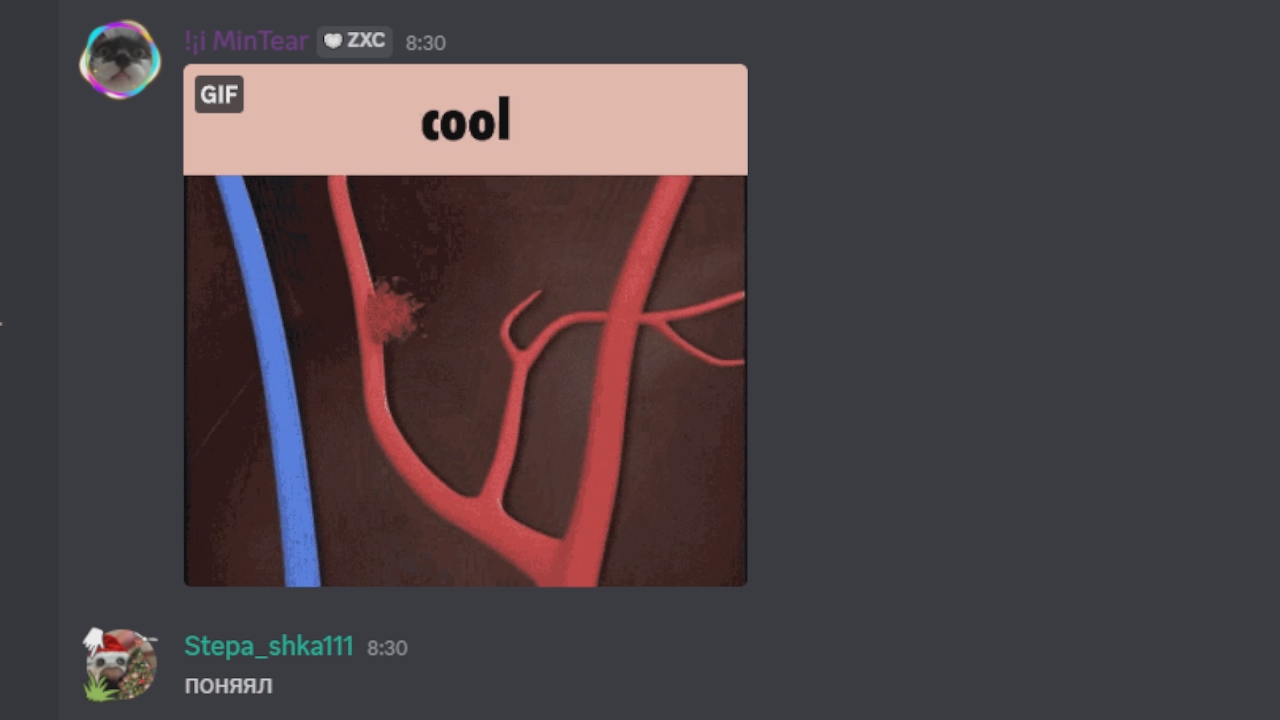 !¡i MinTear ZXC 8:30
GIF
cool
Stepa_shka111 8:30
поняял